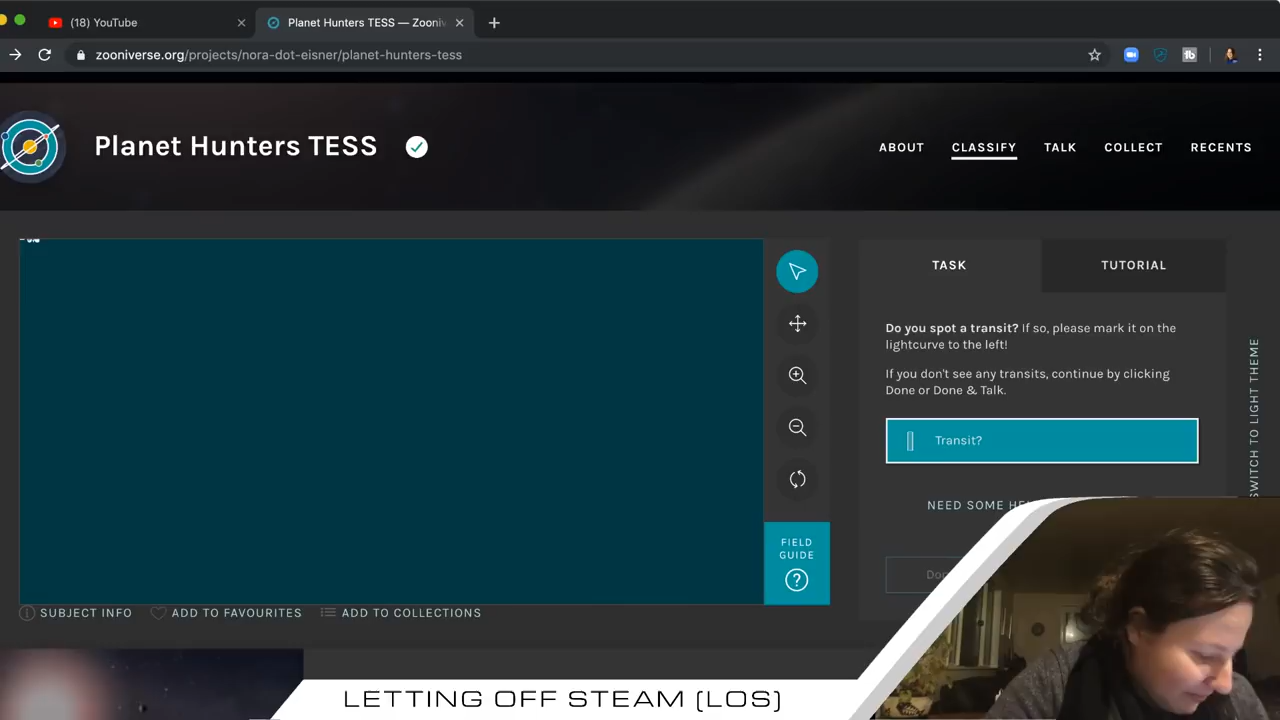 (18) YouTube
Planet Hunters TESS — Zooniv
zooniverse.org/projects/nora-dot-eisner/planet-hunters-tess
Planet Hunters TESS
ABOUT CLASSIFY TALK COLLECT RECENTS
TASK TUTORIAL
Do you spot a transit? If so, please mark it on the
lightcurve to the left!
If you don't see any transits, continue by clicking
Done or Done & Talk.
Transit?
NEED SOME HE
FIELD
GUIDE
?
SWITCH TO LIGHT THEME
SUBJECT INFO ADD TO FAVOURITES ADD TO COLLECTIONS
LETTING OFF STEAM (LOS)